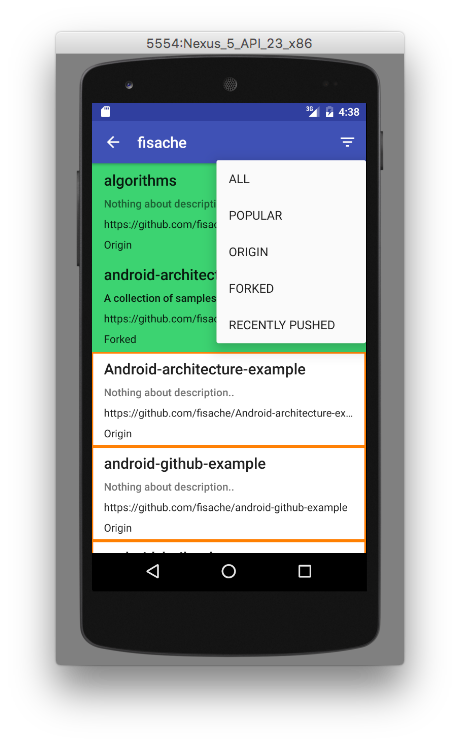 5554:Nexus_5_API_23_x86
3G 4:38
fisache
ALL
POPULAR
ORIGIN
FORKED
RECENTLY PUSHED
algorithms
Nothing about descripti
https://github.com/fisac
Origin
android-architect
A collection of samples
https://github.com/fisac
Forked
Android-architecture-example
Nothing about description..
https://github.com/fisache/Android-architecture-ex...
Origin
android-github-example
Nothing about description..
https://github.com/fisache/android-github-example
Origin